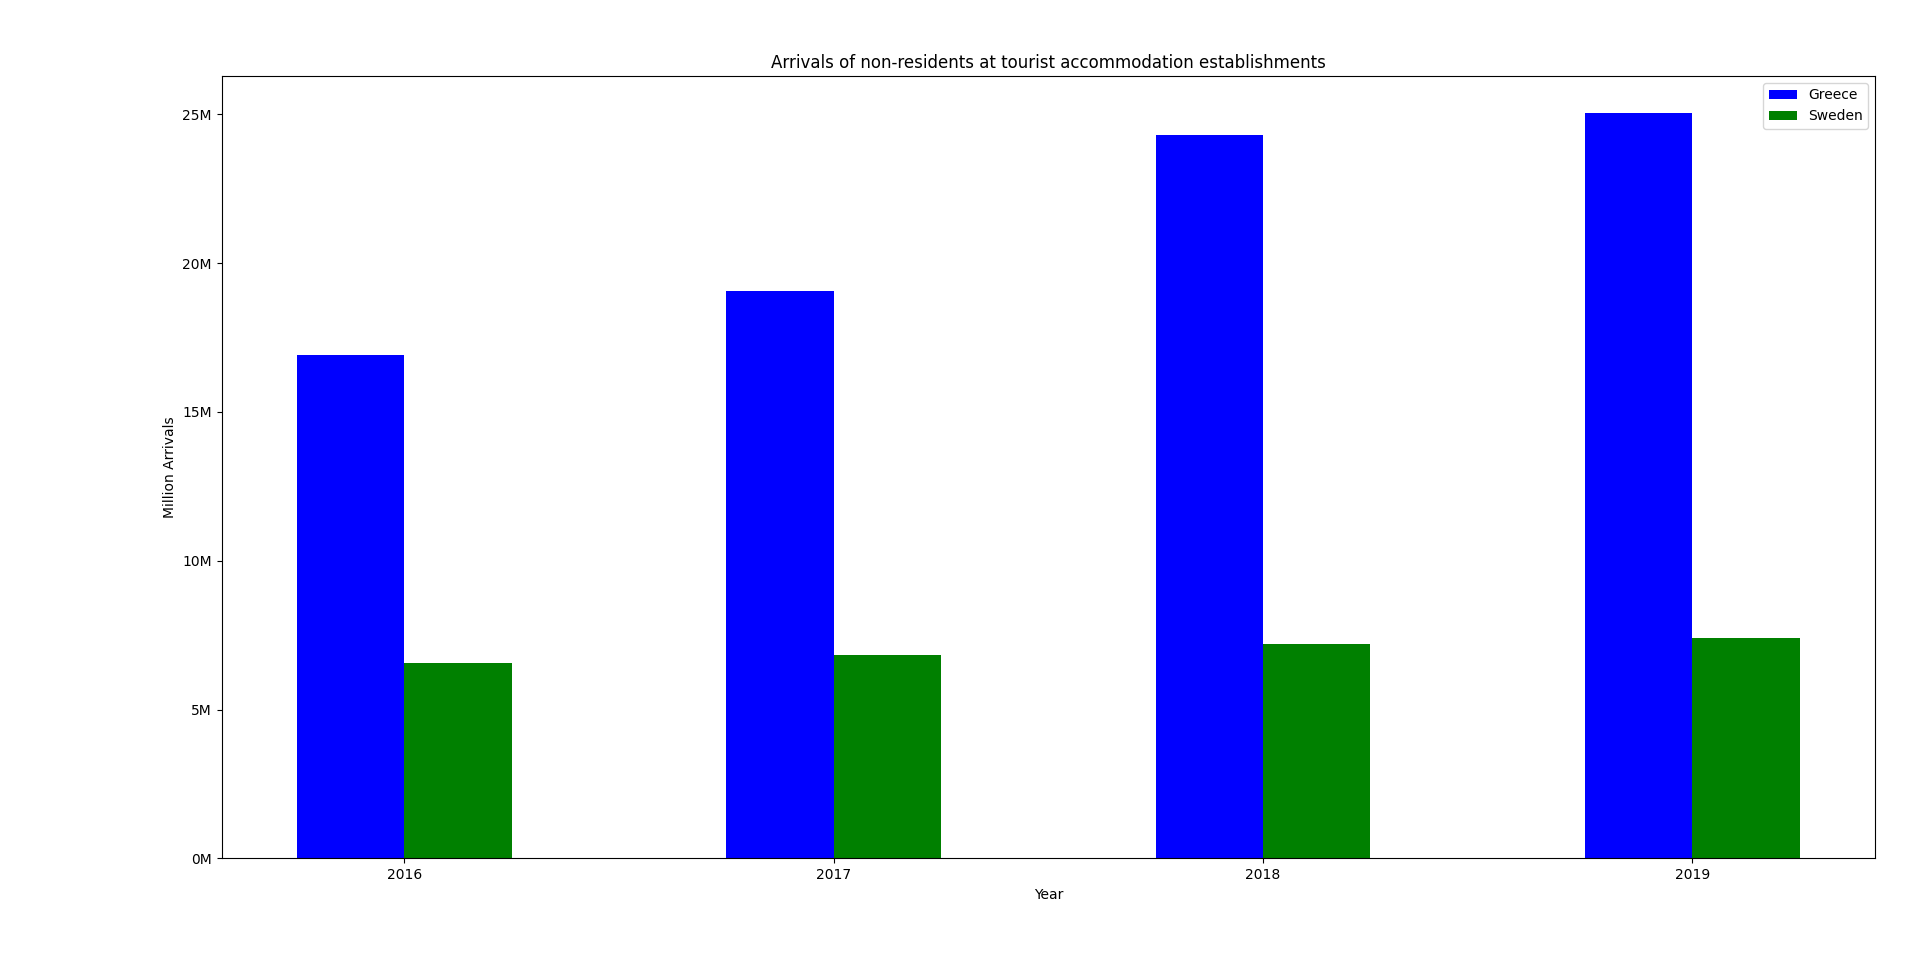 Arrivals of non-residents at tourist accommodation establishments
Greece
Sweden
25M
20M
15M
10M
5M
0M
Million Arrivals
2016
2017
2018
2019
Year